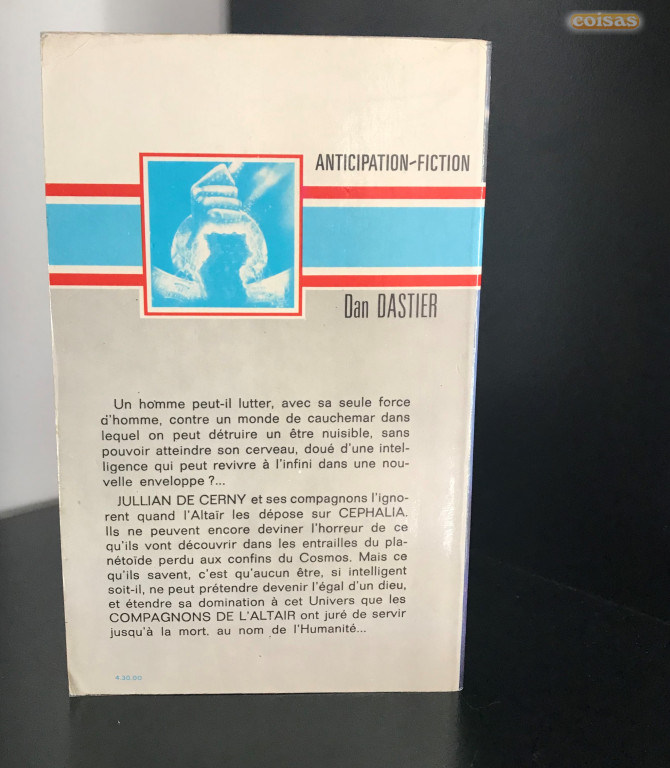 coisas
ANTICIPATION-FICTION
Dan DASTIER
Un homme peut-il lutter, avec sa seule force
d'homme, contre un monde de cauchemar dans
lequel on peut détruire un être nuisible, sans
pouvoir atteindre son cerveau, doué d'une intel-
ligence qui peut revivre à l'infini dans une nou-
velle enveloppe ?...
JULLIAN DE CERNY et ses compagnons l'igno-
rent quand l'Altaïr les dépose sur CEPHALIA.
Ils ne peuvent encore deviner l'horreur de ce
qu'ils vont découvrir dans les entrailles du pla-
nétoïde perdu aux confins du Cosmos. Mais ce
qu'ils savent, c'est qu'aucun être, si intelligent
soit-il, ne peut prétendre devenir l'égal d'un dieu,
et étendre sa domination à cet Univers que les
COMPAGNONS DE L'ALTAIR ont juré de servir
jusqu'à la mort. au nom de l'Humanité...
4.30.00